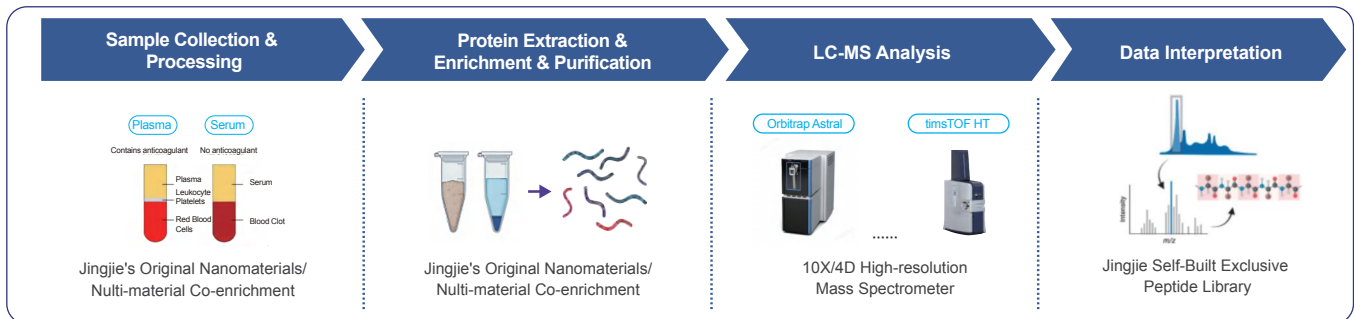 Sample Collection &
Processing
Protein Extraction &
Enrichment & Purification
LC-MS Analysis
Data Interpretation
Plasma
Serum
Contains anticoagulant
No anticoagulant
Plasma
Leukocyte
Platelets
Red Blood
Cells
Serum
Blood Clot
Jingjie's Original Nanomaterials/
Nulti-material Co-enrichment
Jingjie's Original Nanomaterials/
Nulti-material Co-enrichment
Orbitrap Astral
timsTOF HT
......
10X/4D High-resolution
Mass Spectrometer
Intensity
m/z
Jingjie Self-Built Exclusive
Peptide Library